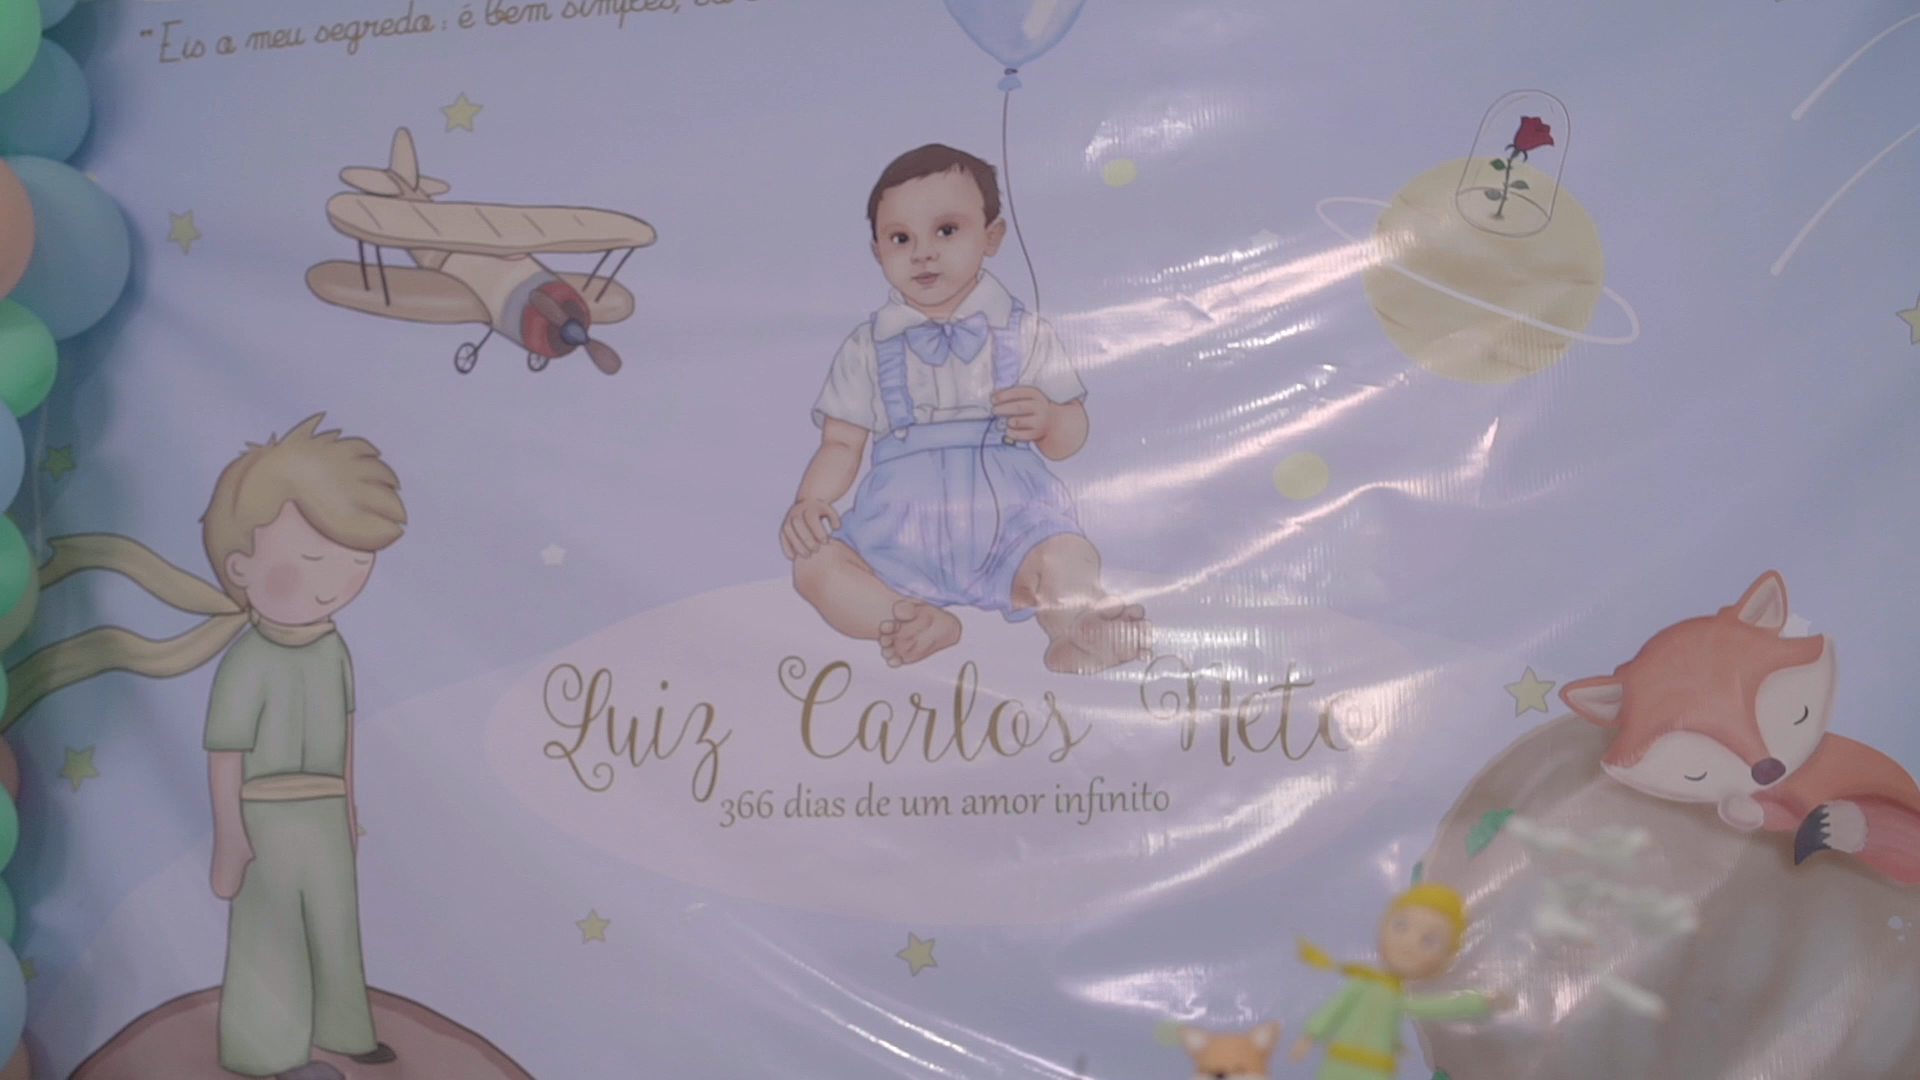 "Eis o meu segredo: é bem simples,
Luiz Carlos Neto
366 dias de um amor infinito